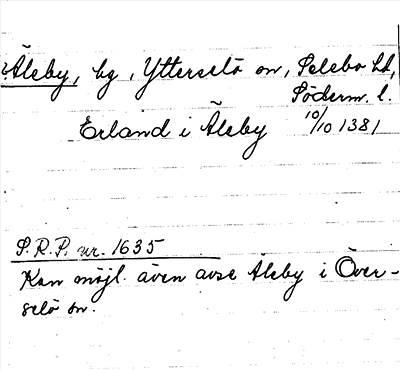 Åleby, bg, Ytterselö sn, Selebo hd,
Söderm. l.
Erland i Åleby 10/10 1381
S.R.P. nr. 1635
Kan möjl. även avse Åleby i Över-
selö sn.